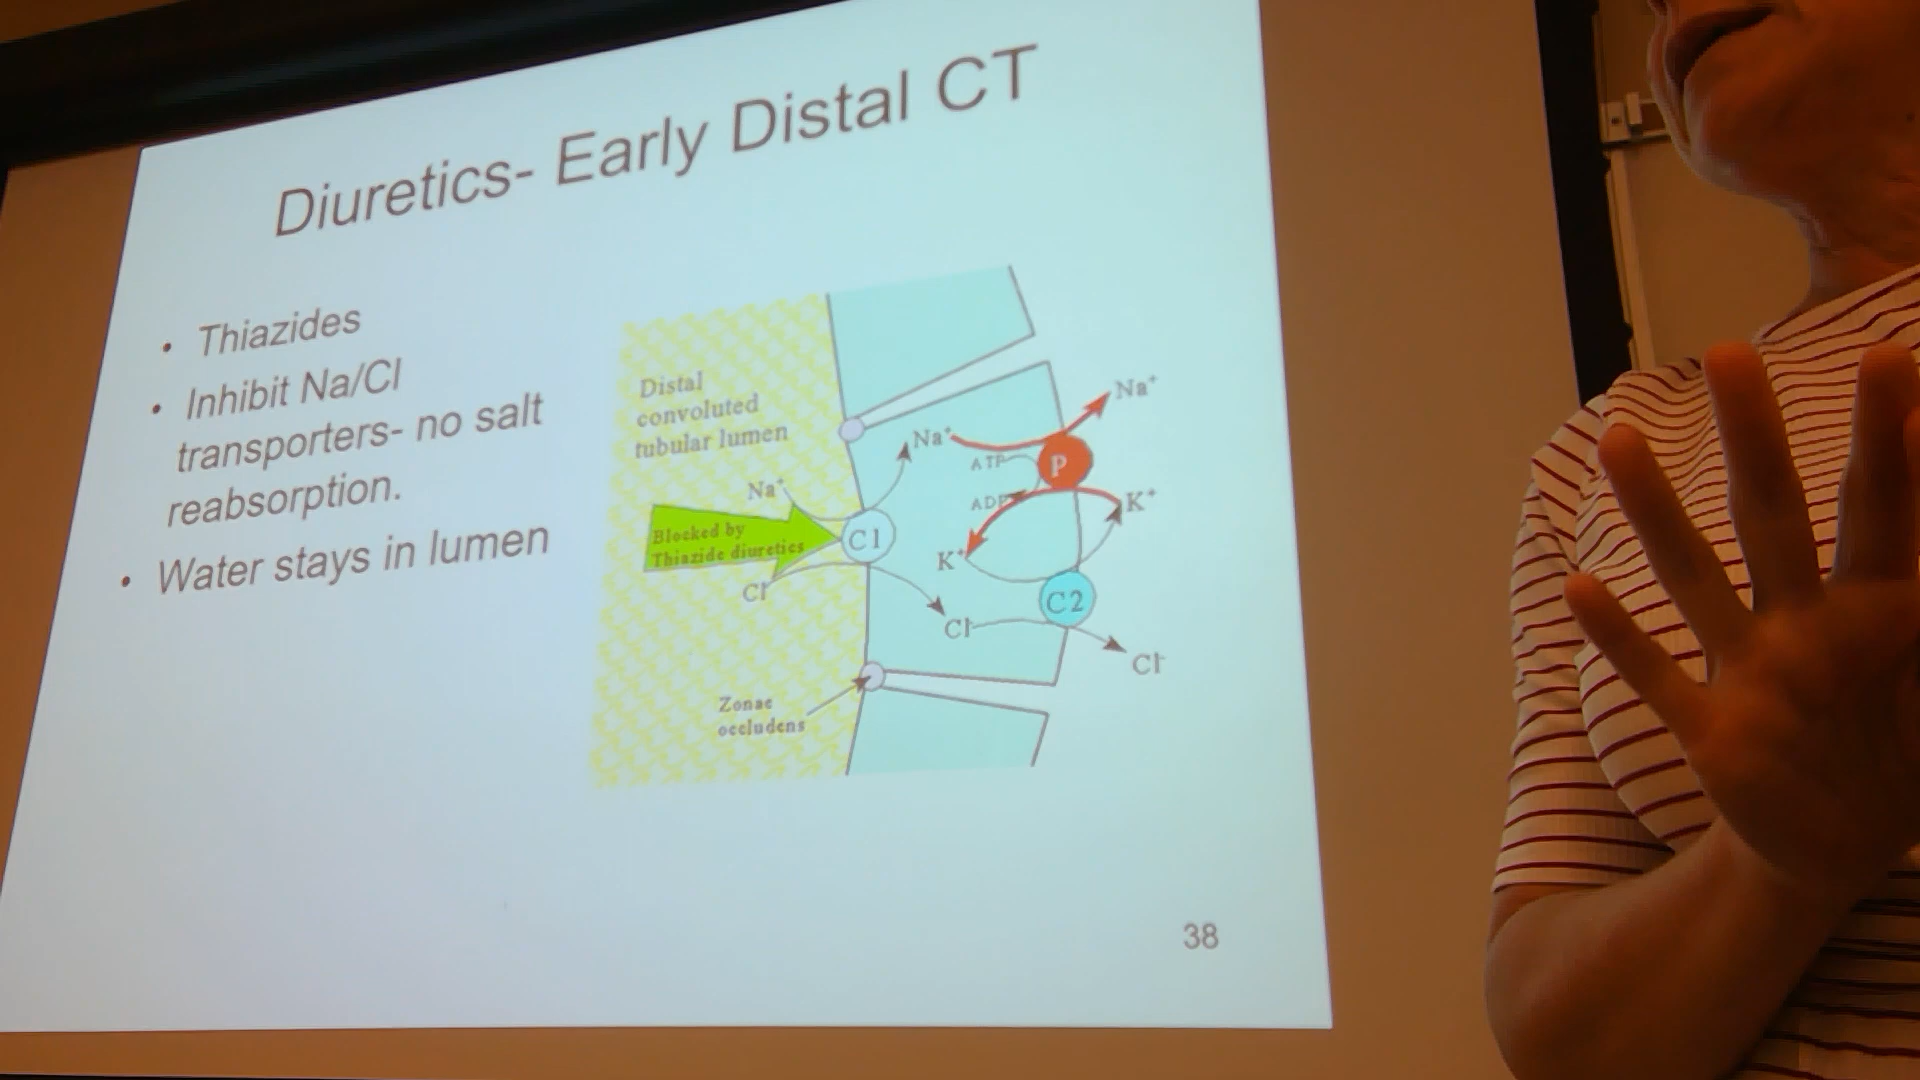 Diuretics- Early Distal CT
• Thiazides
• Inhibit Na/Cl
transporters- no salt
reabsorption.
• Water stays in lumen
Distal
convoluted
tubular lumen
Na⁺
Blocked by
Thiazide diuretics
Cl⁻
C1
Na⁺
ATP
ADP
P
Na⁺
K⁺
K⁺
C2
Cl⁻
Cl⁻
Zonae
occludens
38